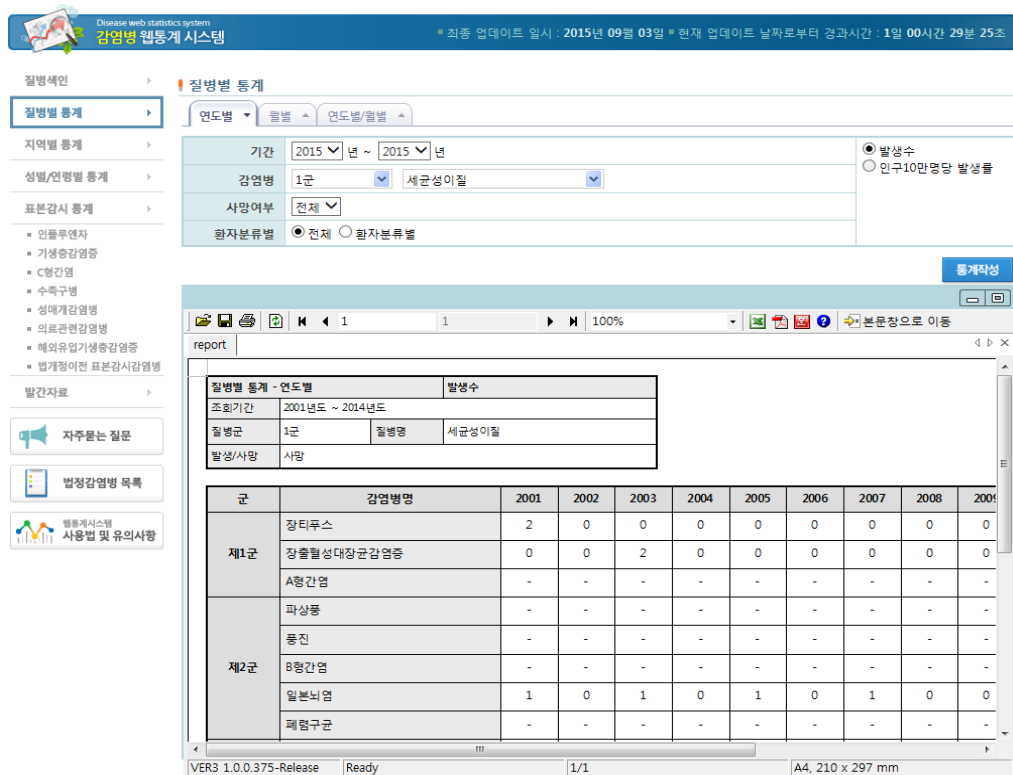 Disease web statistics system
감염병 웹통계 시스템
최종 업데이트 일시 : 2015년 09월 03일 현재 업데이트 날짜로부터 경과시간 : 1일 00시간 29분 25초
질병색인
질병별 통계
지역별 통계
성별/연령별 통계
표본감시 통계
인플루엔자
기생충감염증
C형간염
수족구병
성매개감염병
의료관련감염병
해외유입기생충감염증
법개정이전 표본감시감염병
발간자료
자주묻는 질문
법정감염병 목록
웹통계시스템
사용법 및 유의사항
질병별 통계
연도별 월별 연도별/월별
기간 2015 년 ~ 2015 년
감염병 1군 세균성이질
사망여부 전체
환자분류별 전체 환자분류별
발생수
인구10만명당 발생률
통계작성
1 1 100% 본문창으로 이동
report
질병별 통계 - 연도별 발생수
조회기간 2001년도 ~ 2014년도
질병군 1군 질병명 세균성이질
발생/사망 사망
군 감염병명 2001 2002 2003 2004 2005 2006 2007 2008 2009
제1군
장티푸스 2 0 0 0 0 0 0 0 0
장출혈성대장균감염증 0 0 2 0 0 0 0 0 0
A형간염 - - - - - - - - -
제2군
파상풍 - - - - - - - - -
풍진 - - - - - - - - -
B형간염 - - - - - - - - -
일본뇌염 1 0 1 0 1 0 1 0 0
폐렴구균 - - - - - - - - -
VER3 1.0.0.375-Release Ready 1/1 A4, 210 x 297 mm